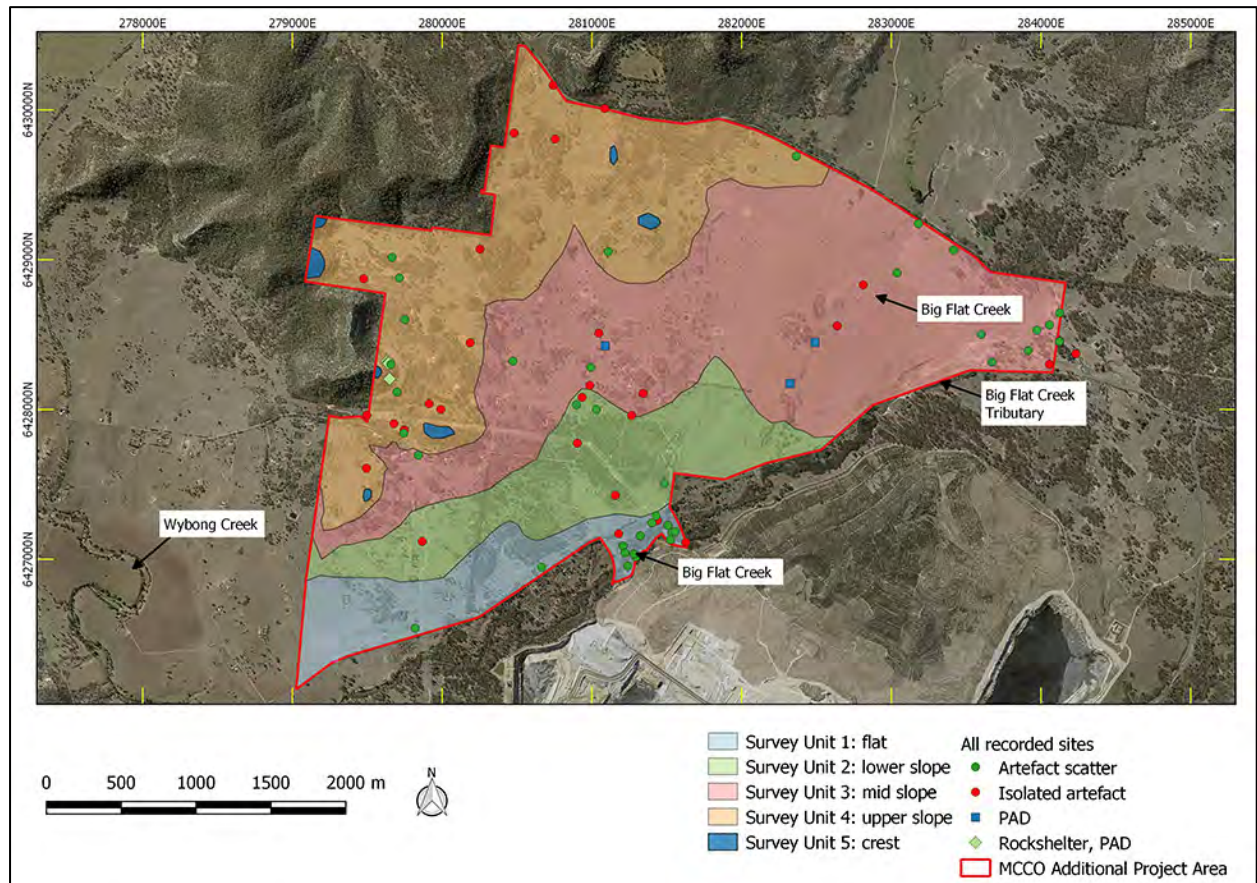 278000E 279000E 280000E 281000E 282000E 283000E 284000E 285000E
6430000N
6429000N
Big Flat Creek
Big Flat Creek
Tributary
6428000N
Wybong Creek
6427000N
Big Flat Creek
Survey Unit 1: flat
Survey Unit 2: lower slope
Survey Unit 3: mid slope
Survey Unit 4: upper slope
Survey Unit 5: crest
All recorded sites
Artefact scatter
Isolated artefact
PAD
Rockshelter, PAD
MCCO Additional Project Area
0 500 1000 1500 2000 m
N